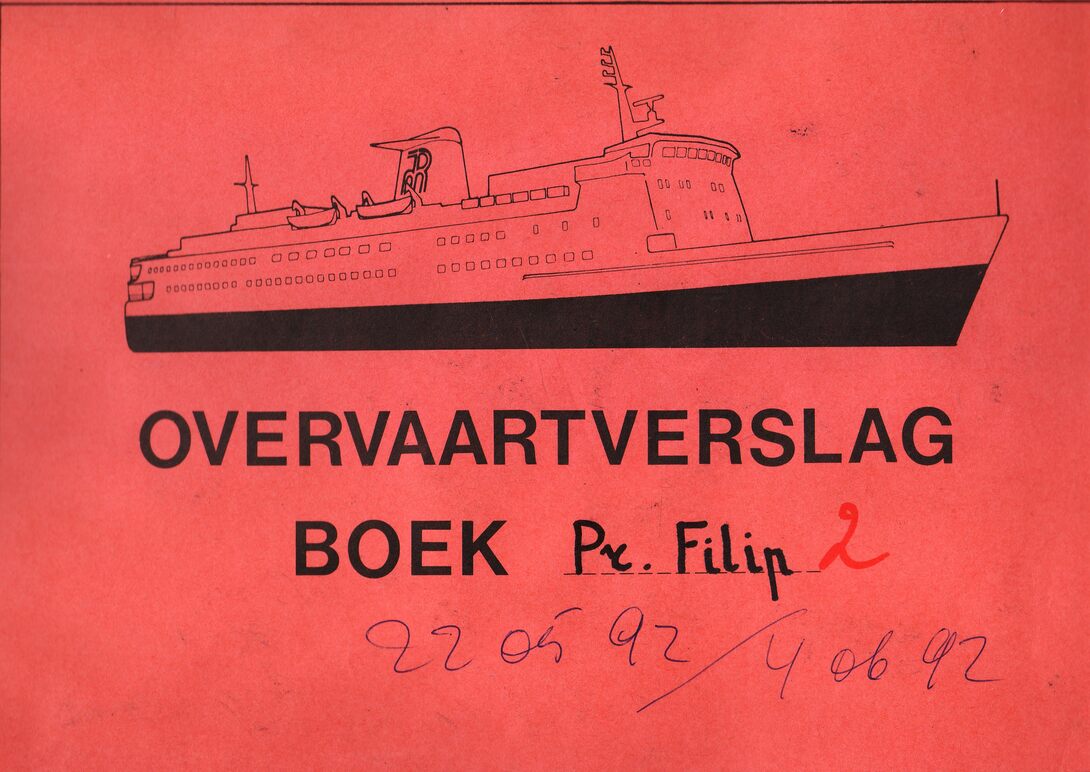 OVERVAARTVERSLAG
BOEK Pr. Filip 2
22 05 92 / 4 06 92